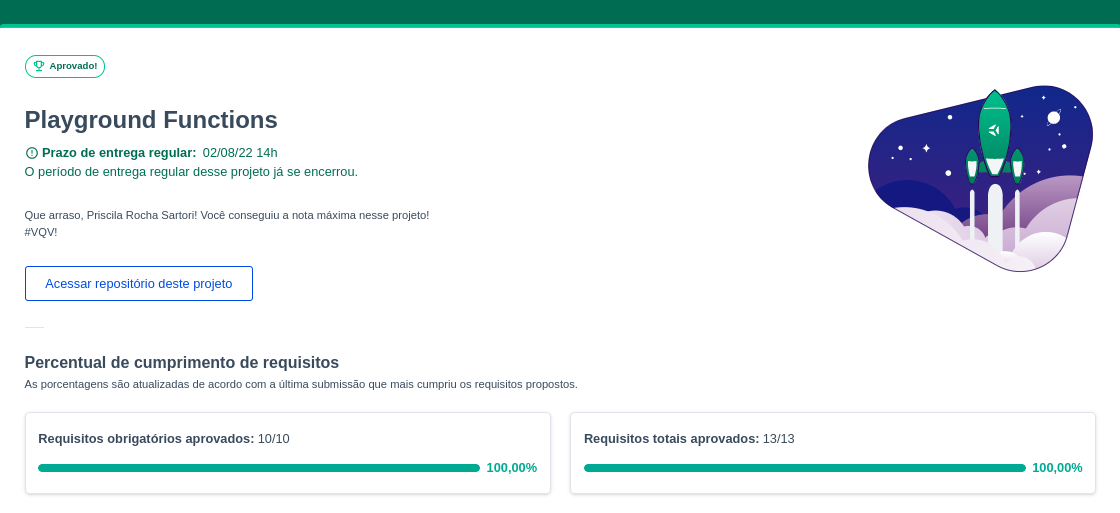 Aprovado!
Playground Functions
Prazo de entrega regular: 02/08/22 14h
O período de entrega regular desse projeto já se encerrou.
Que arraso, Priscila Rocha Sartori! Você conseguiu a nota máxima nesse projeto!
#VQV!
Acessar repositório deste projeto
Percentual de cumprimento de requisitos
As porcentagens são atualizadas de acordo com a última submissão que mais cumpriu os requisitos propostos.
Requisitos obrigatórios aprovados: 10/10
100,00%
Requisitos totais aprovados: 13/13
100,00%